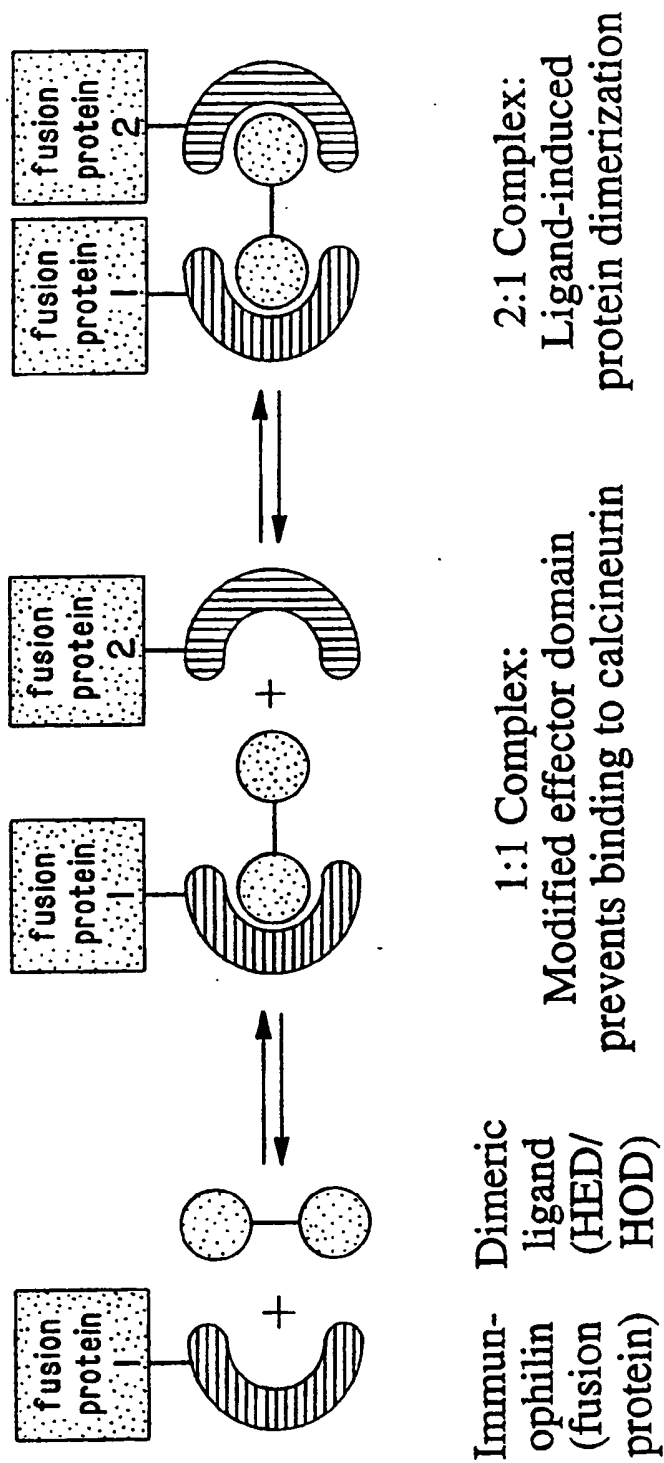 fusion
protein
1
fusion
protein
1
fusion
protein
2
fusion
protein
1
fusion
protein
2
+
+
Immun-
ophilin
(fusion
protein)
Dimeric
ligand
(HED/
HOD)
1:1 Complex:
Modified effector domain
prevents binding to calcineurin
2:1 Complex:
Ligand-induced
protein dimerization